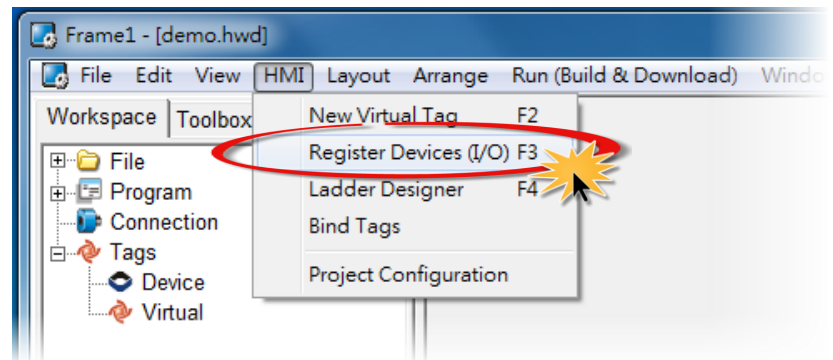 Frame1 - [demo.hwd]
File Edit View HMI Layout Arrange Run (Build & Download)
Workspace Toolbox
New Virtual Tag F2
Register Devices (I/O) F3
Ladder Designer F4
Bind Tags
Project Configuration
File
Program
Connection
Tags
Device
Virtual